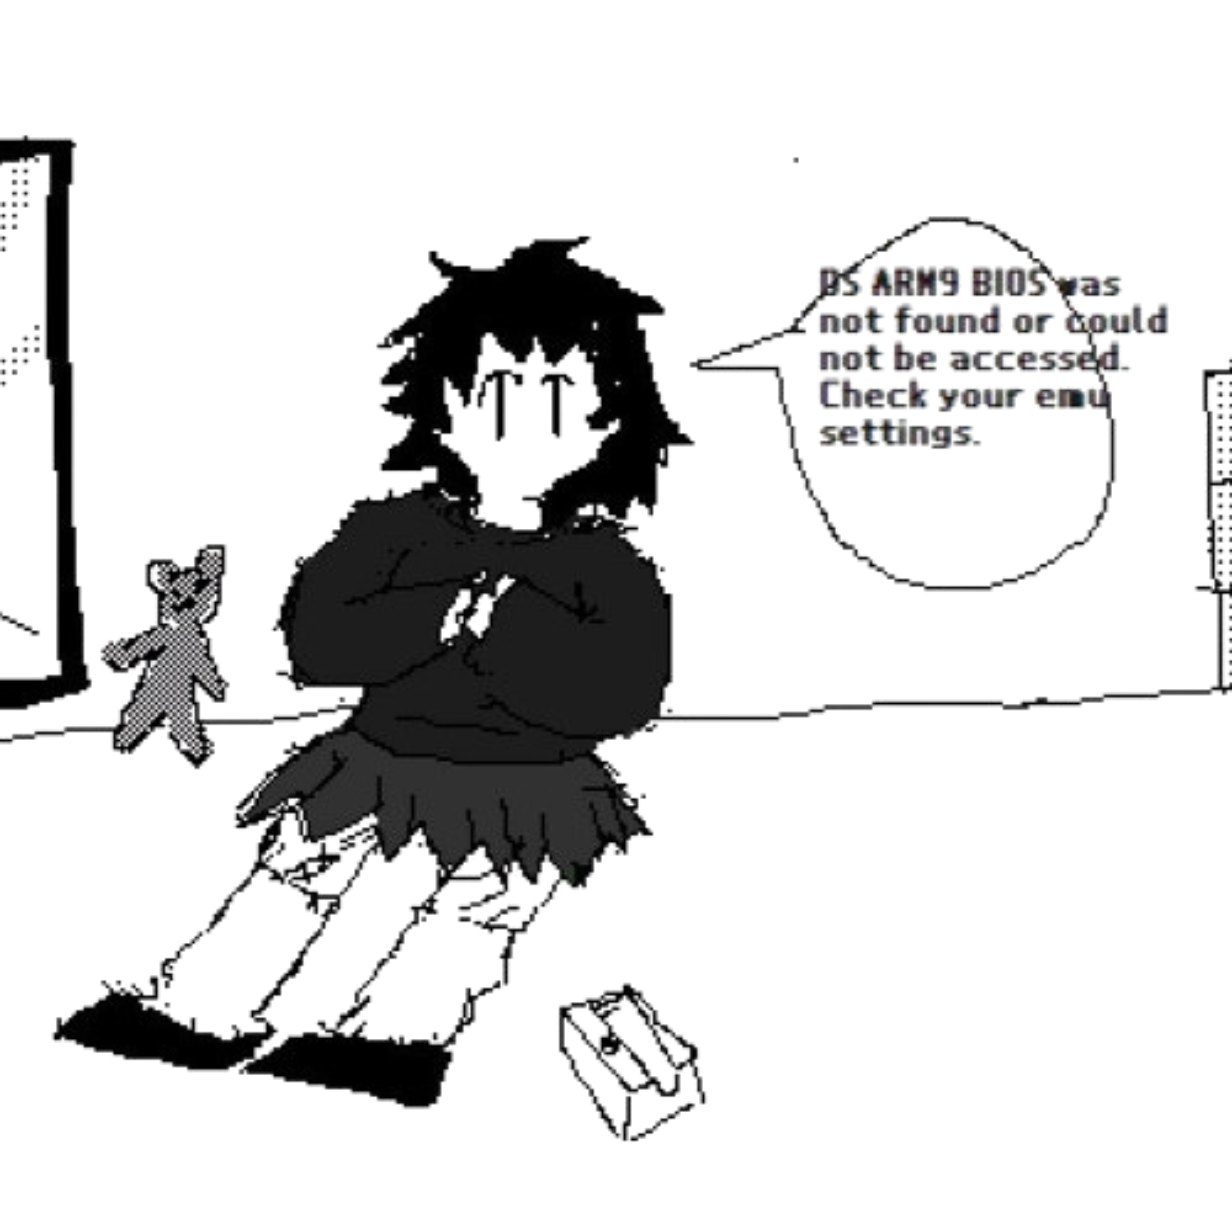 DS ARM9 BIOS was
not found or could
not be accessed.
Check your emu
settings.